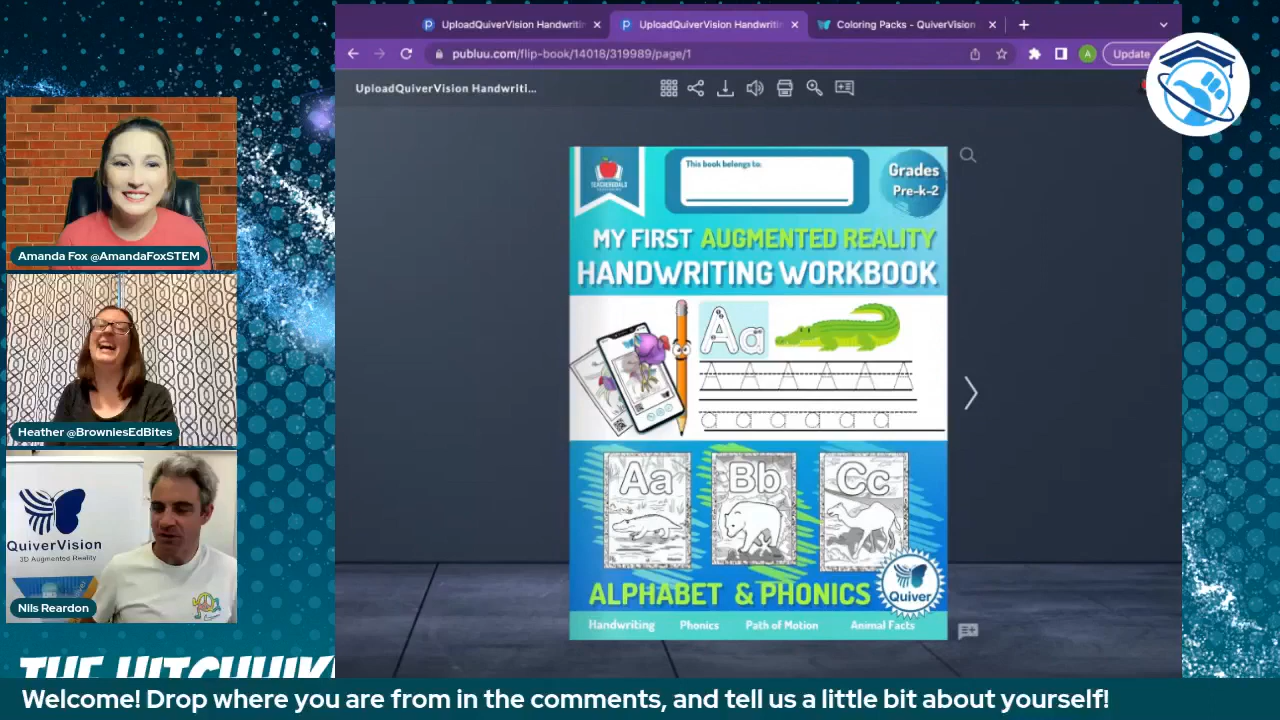 UploadQuiverVision Handwriti
UploadQuiverVision Handwriti
Coloring Packs - QuiverVision
publuu.com/flip-book/14018/319989/page/1
A
Update
UploadQuiverVision Handwriti...
TEACHERGOALS
This book belongs to:
Grades
Pre-k-2
MY FIRST AUGMENTED REALITY
HANDWRITING WORKBOOK
Aa
A A A A A A
a a a a a a
Aa
Bb
Cc
ALPHABET & PHONICS
Quiver
Handwriting Phonics Path of Motion Animal Facts
Amanda Fox @AmandaFoxSTEM
Heather @BrowniesEdBites
QuiverVision
3D Augmented Reality
Nils Reardon
THE HITCHHIK
Welcome! Drop where you are from in the comments, and tell us a little bit about yourself!